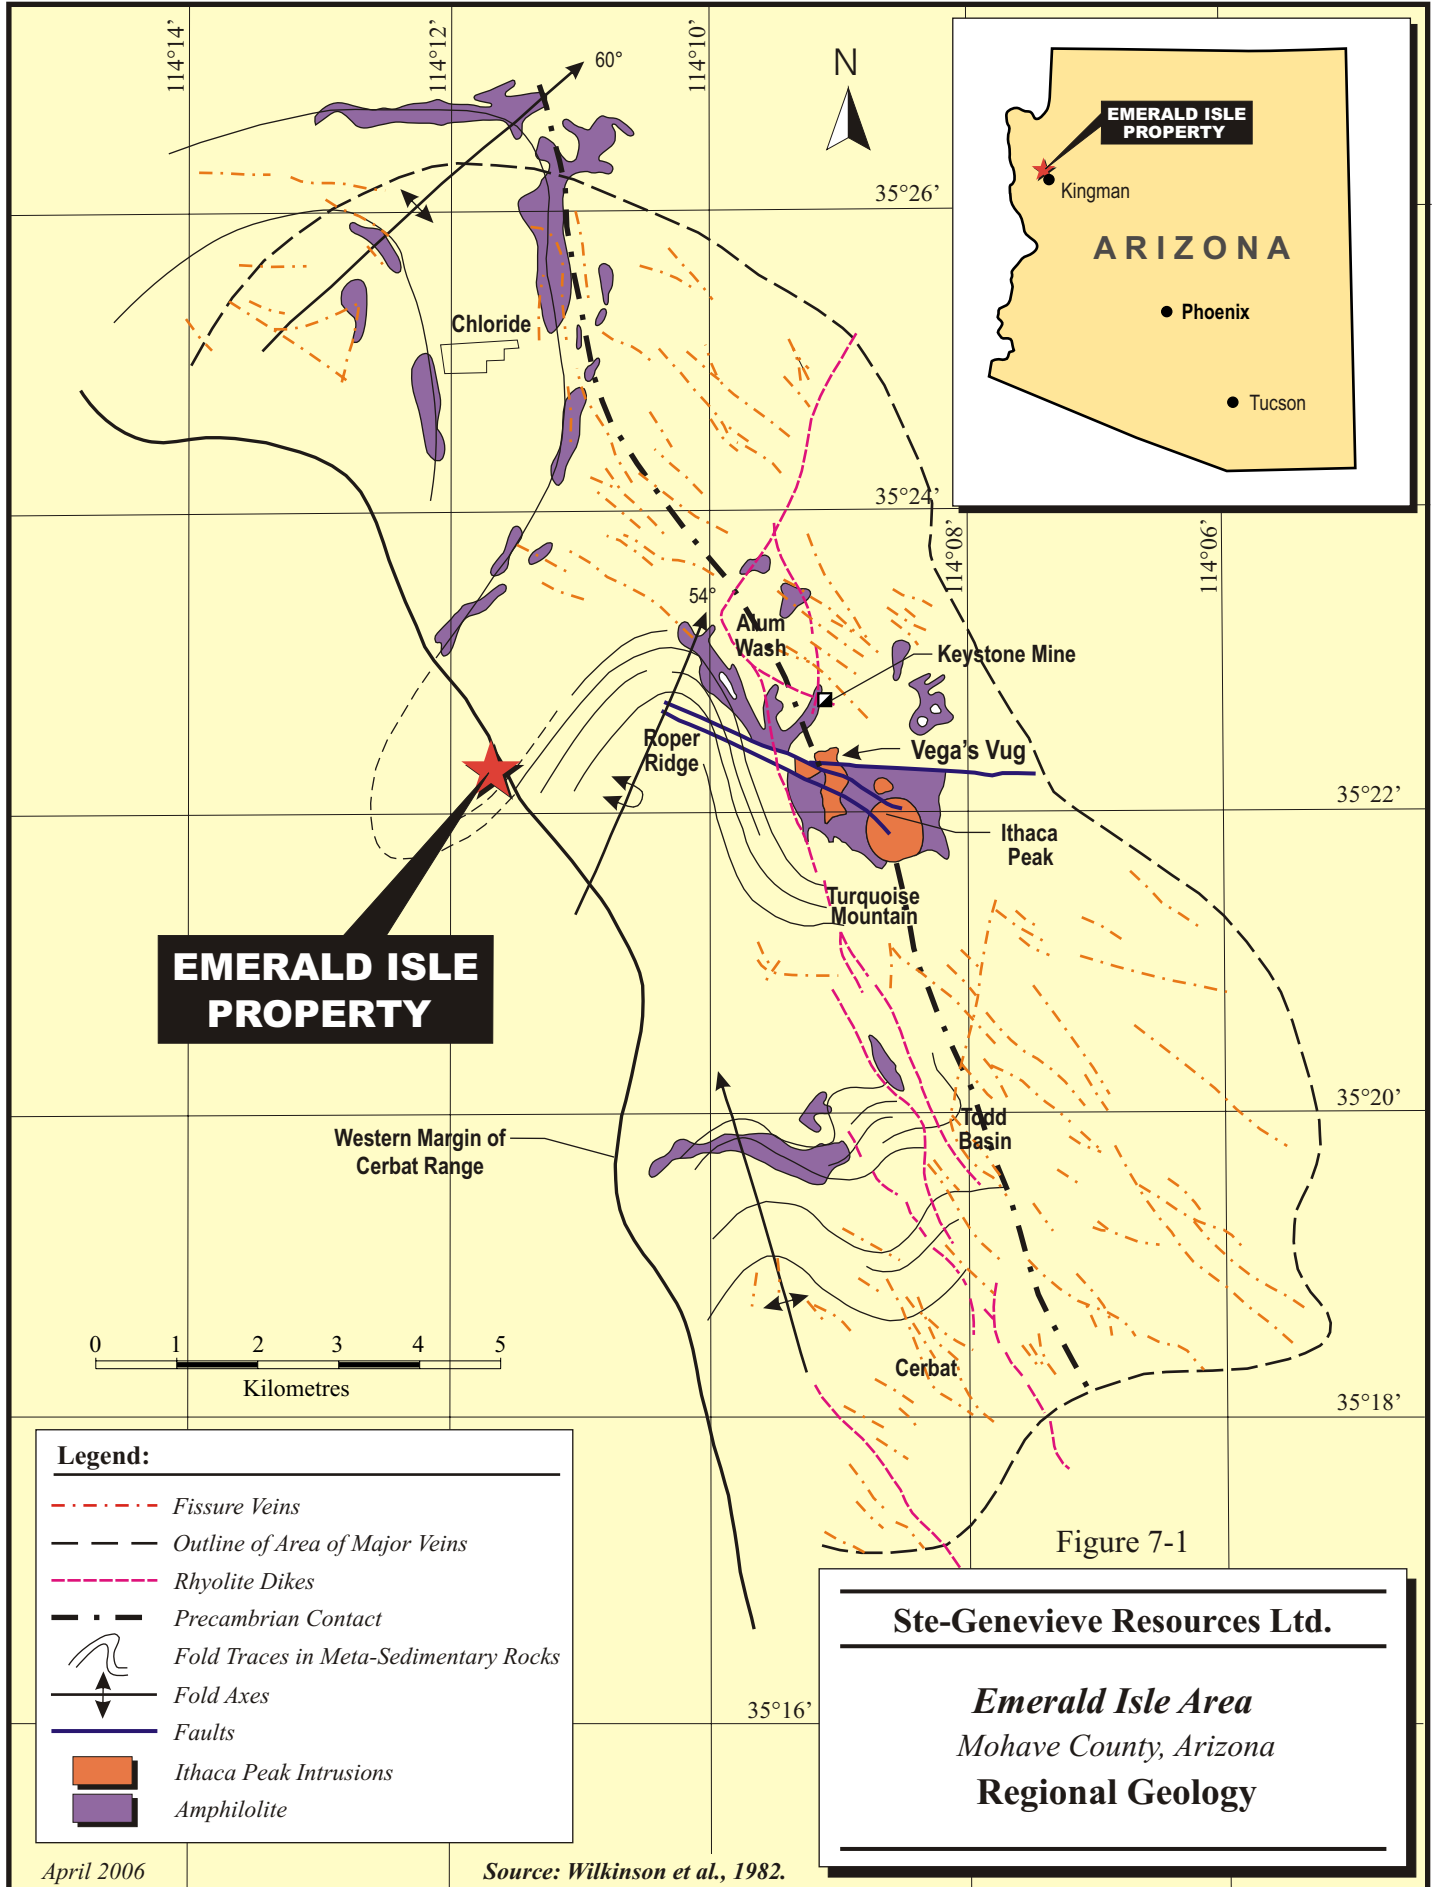 114°14’
114°12’
114°10’
60°
N
EMERALD ISLE
PROPERTY
Kingman
ARIZONA
Phoenix
Tucson
35°26’
Chloride
35°24’
114°08’
114°06’
54°
Alum
Wash
Keystone Mine
Roper
Ridge
Vega’s Vug
35°22’
Ithaca
Peak
Turquoise
Mountain
EMERALD ISLE
PROPERTY
35°20’
Todd
Basin
Western Margin of
Cerbat Range
0 1 2 3 4 5
Kilometres
Cerbat
35°18’
Legend:
Fissure Veins
Outline of Area of Major Veins
Rhyolite Dikes
Precambrian Contact
Fold Traces in Meta-Sedimentary Rocks
Fold Axes
Faults
Ithaca Peak Intrusions
Amphilolite
35°16’
Figure 7-1
Ste-Genevieve Resources Ltd.
Emerald Isle Area
Mohave County, Arizona
Regional Geology
April 2006
Source: Wilkinson et al., 1982.